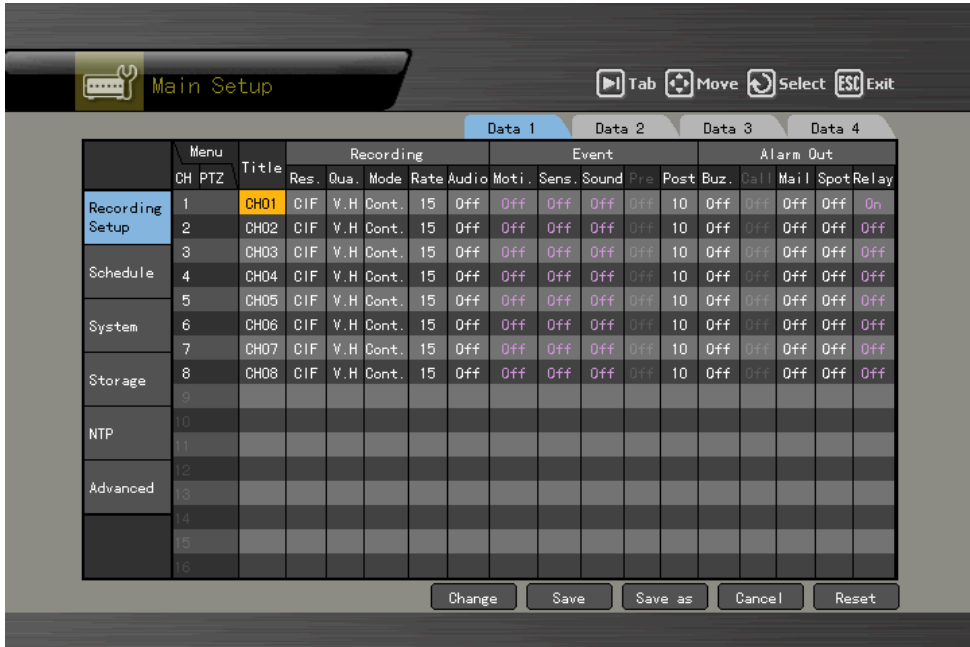 Main Setup
Tab Move Select ESC Exit
Data 1 Data 2 Data 3 Data 4
Menu Title Recording Event Alarm Out
CH PTZ Res. Qua. Mode Rate Audio Moti. Sens. Sound Pre Post Buz. Call Mail Spot Relay
Recording Setup
Schedule
System
Storage
NTP
Advanced
1 CH01 CIF V.H Cont. 15 Off Off Off Off Off 10 Off Off Off Off On
2 CH02 CIF V.H Cont. 15 Off Off Off Off Off 10 Off Off Off Off Off
3 CH03 CIF V.H Cont. 15 Off Off Off Off Off 10 Off Off Off Off Off
4 CH04 CIF V.H Cont. 15 Off Off Off Off Off 10 Off Off Off Off Off
5 CH05 CIF V.H Cont. 15 Off Off Off Off Off 10 Off Off Off Off Off
6 CH06 CIF V.H Cont. 15 Off Off Off Off Off 10 Off Off Off Off Off
7 CH07 CIF V.H Cont. 15 Off Off Off Off Off 10 Off Off Off Off Off
8 CH08 CIF V.H Cont. 15 Off Off Off Off Off 10 Off Off Off Off Off
9
10
11
12
13
14
15
16
Change Save Save as Cancel Reset